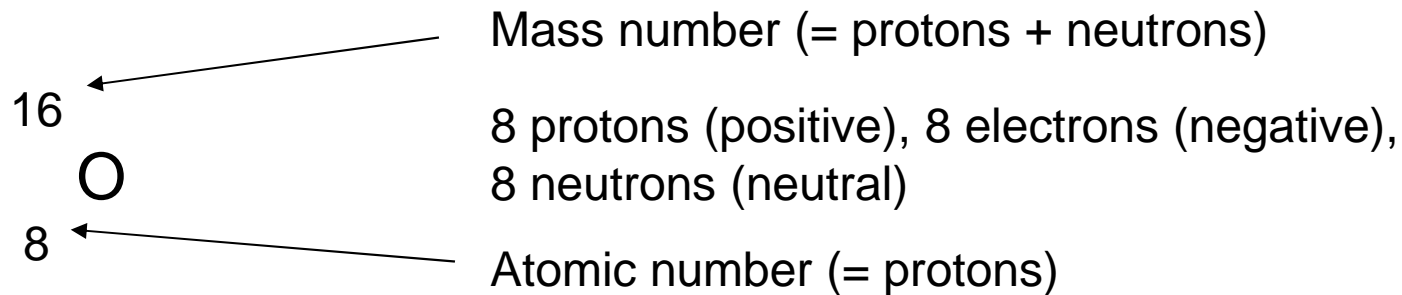 Mass number (= protons + neutrons)
16
8 protons (positive), 8 electrons (negative),
O
8 neutrons (neutral)
8
Atomic number (= protons)